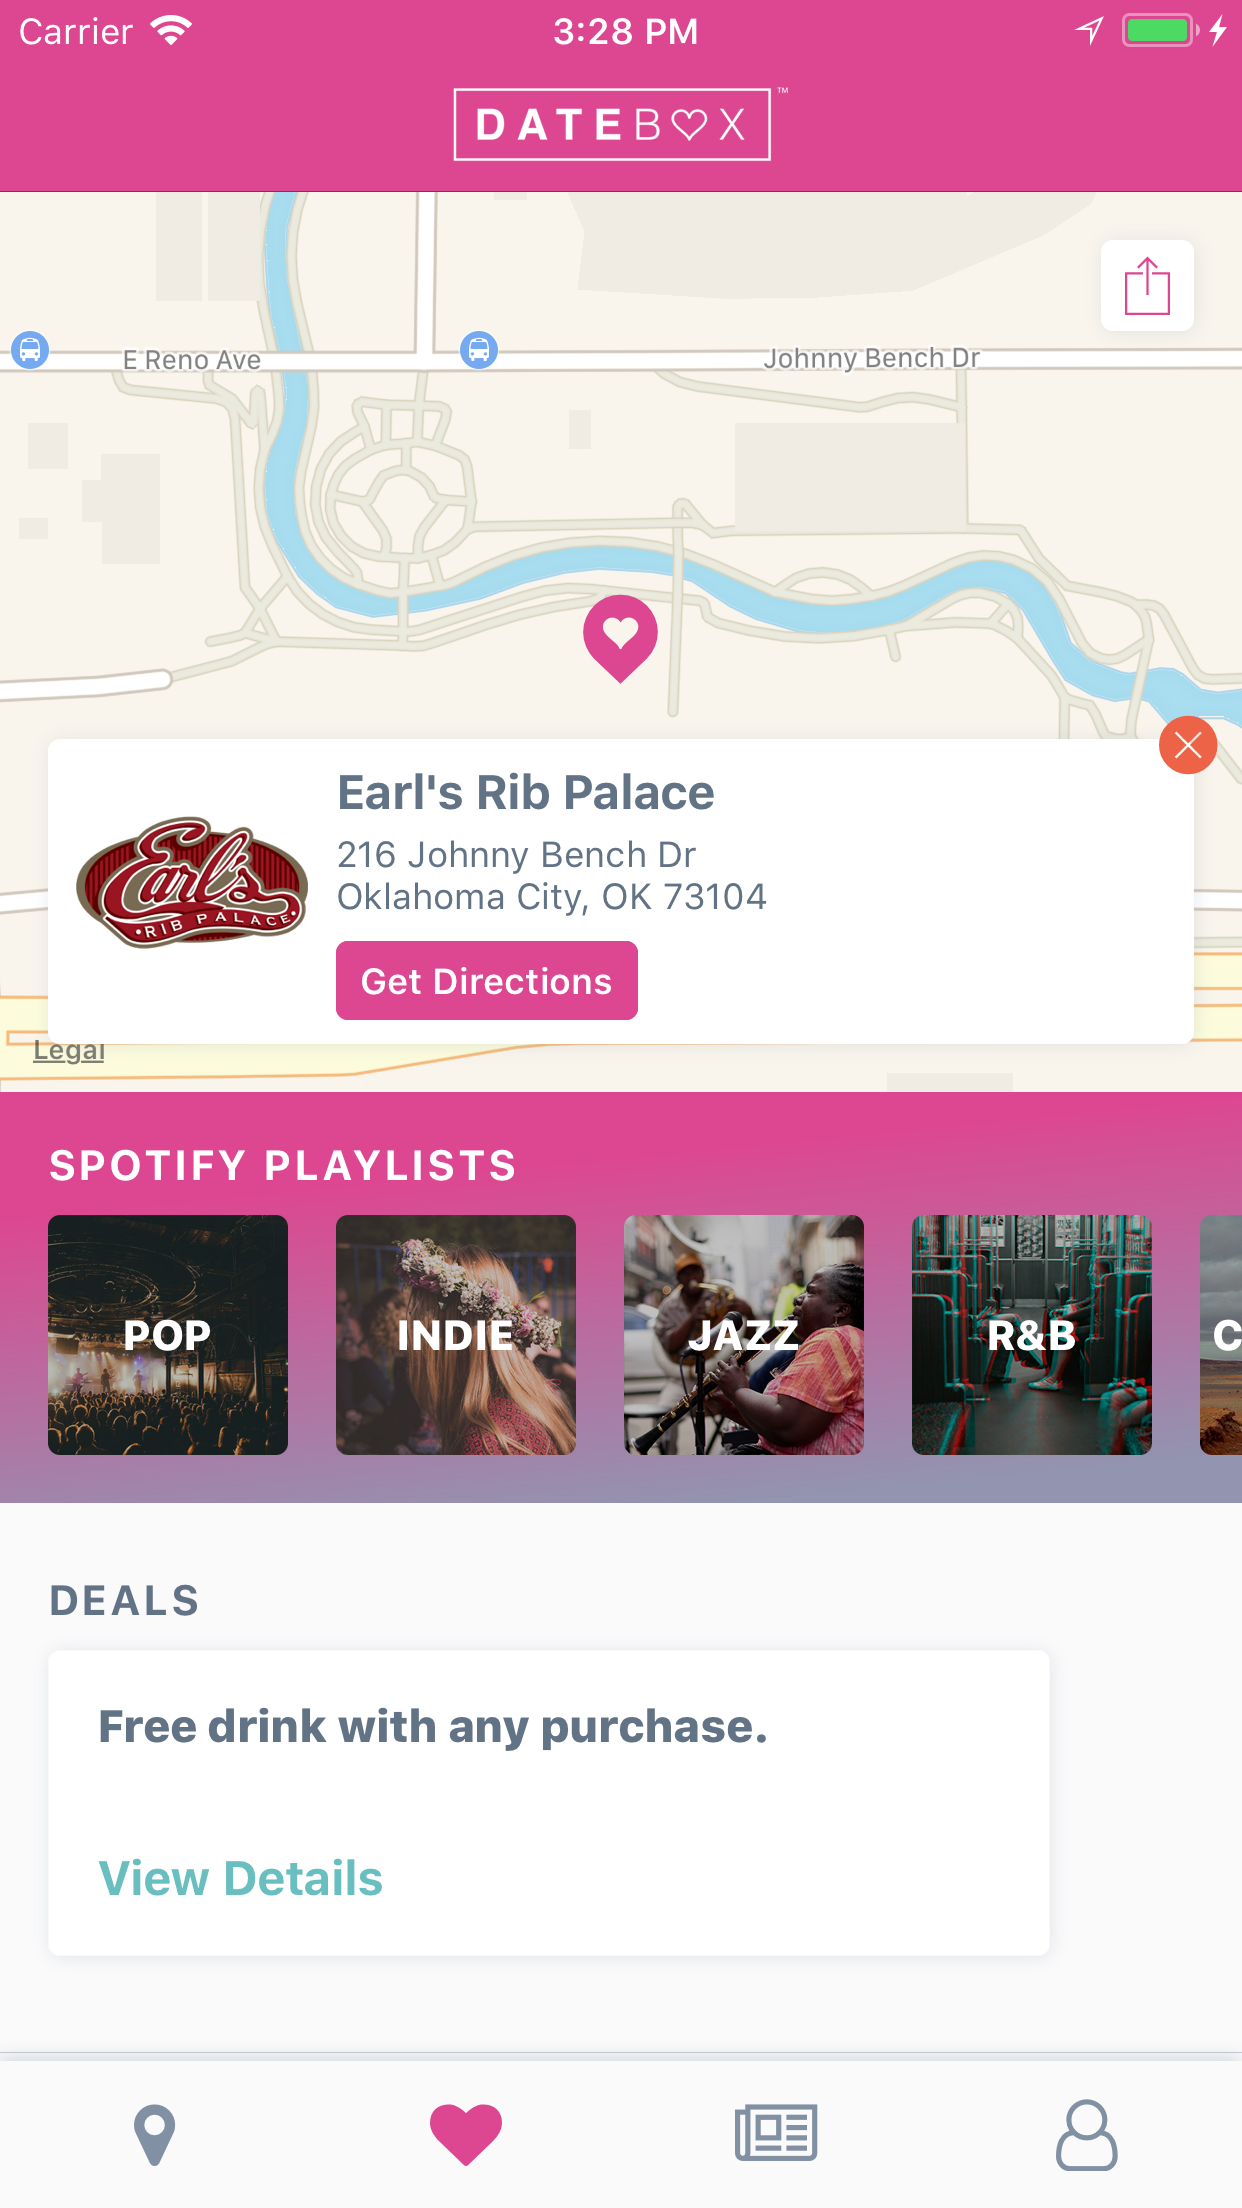 Carrier
3:28 PM
DATEBOX™
E Reno Ave
Johnny Bench Dr
Earl's Rib Palace
216 Johnny Bench Dr
Oklahoma City, OK 73104
Earl's
RIB PALACE
Get Directions
Legal
SPOTIFY PLAYLISTS
POP
INDIE
JAZZ
R&B
C
DEALS
Free drink with any purchase.
View Details